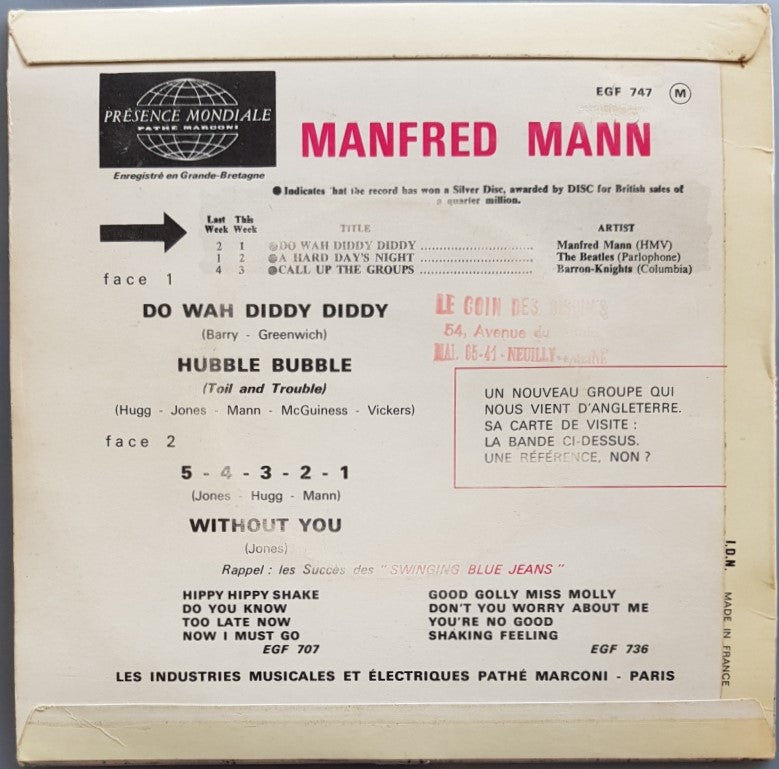 EGF 747 M
PRÉSENCE MONDIALE
PATHÉ MARCONI
MANFRED MANN
Enregistré en Grande-Bretagne
● Indicates hat the record has won a Silver Disc, awarded by DISC for British sales of
a quarter million.
Last This
Week Week TITLE ARTIST
2 1 ●DO WAH DIDDY DIDDY ........................ Manfred Mann (HMV)
1 2 ●A HARD DAY'S NIGHT ........................ The Beatles (Parlophone)
4 3 ●CALL UP THE GROUPS ........................ Barron-Knights (Columbia)
face 1
DO WAH DIDDY DIDDY
(Barry - Greenwich)
HUBBLE BUBBLE
(Toil and Trouble)
(Hugg - Jones - Mann - McGuiness - Vickers)
LE COIN DES
54, Avenue du
MAI. 65-41 - NEUILLY
UN NOUVEAU GROUPE QUI
NOUS VIENT D'ANGLETERRE.
SA CARTE DE VISITE :
LA BANDE CI-DESSUS.
UNE RÉFÉRENCE, NON ?
face 2
5 - 4 - 3 - 2 - 1
(Jones - Hugg - Mann)
WITHOUT YOU
(Jones)
Rappel : les Succès des "SWINGING BLUE JEANS"
HIPPY HIPPY SHAKE
DO YOU KNOW
TOO LATE NOW
NOW I MUST GO
EGF 707
GOOD GOLLY MISS MOLLY
DON'T YOU WORRY ABOUT ME
YOU'RE NO GOOD
SHAKING FEELING
EGF 736
LES INDUSTRIES MUSICALES ET ÉLECTRIQUES PATHÉ MARCONI - PARIS
I.D.N. MADE IN FRANCE